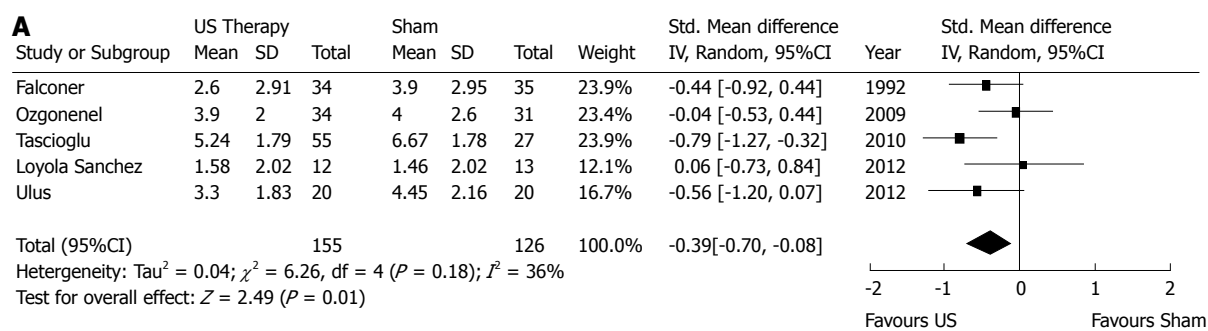 A US Therapy Sham Std. Mean difference Std. Mean difference
Study or Subgroup Mean SD Total Mean SD Total Weight IV, Random, 95%CI Year IV, Random, 95%CI
Falconer 2.6 2.91 34 3.9 2.95 35 23.9% -0.44 [-0.92, 0.44] 1992
Ozgonenel 3.9 2 34 4 2.6 31 23.4% -0.04 [-0.53, 0.44] 2009
Tascioglu 5.24 1.79 55 6.67 1.78 27 23.9% -0.79 [-1.27, -0.32] 2010
Loyola Sanchez 1.58 2.02 12 1.46 2.02 13 12.1% 0.06 [-0.73, 0.84] 2012
Ulus 3.3 1.83 20 4.45 2.16 20 16.7% -0.56 [-1.20, 0.07] 2012
Total (95%CI) 155 126 100.0% -0.39[-0.70, -0.08]
Hetergeneity: Tau² = 0.04; χ² = 6.26, df = 4 (P = 0.18); I² = 36%
Test for overall effect: Z = 2.49 (P = 0.01)
-2 -1 0 1 2
Favours US Favours Sham